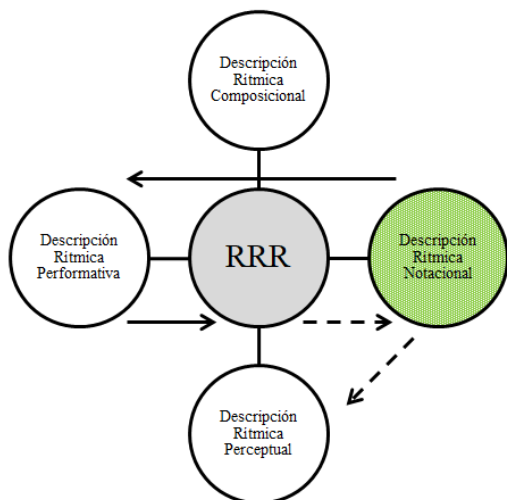 Descripción
Rítmica
Composicional
Descripción
Rítmica
Performativa
RRR
Descripción
Rítmica
Notacional
Descripción
Rítmica
Perceptual